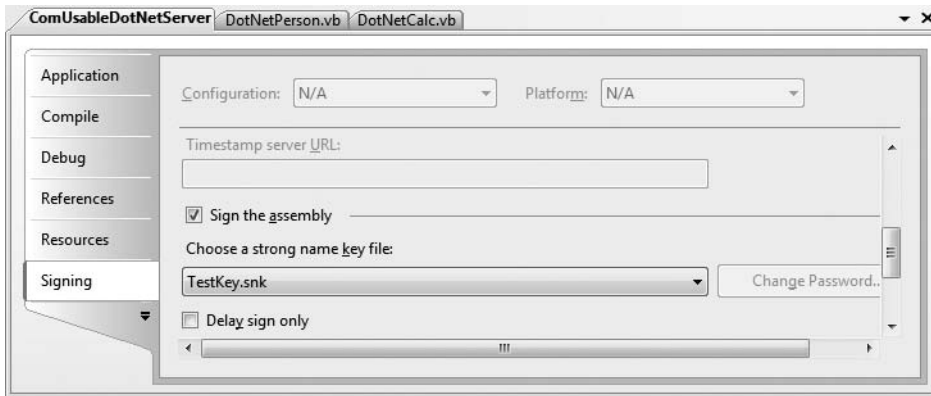 ComUsableDotNetServer DotNetPerson.vb DotNetCalc.vb
Application
Compile
Debug
References
Resources
Signing
Configuration: N/A Platform: N/A
Timestamp server URL:
Sign the assembly
Choose a strong name key file:
TestKey.snk Change Password..
Delay sign only